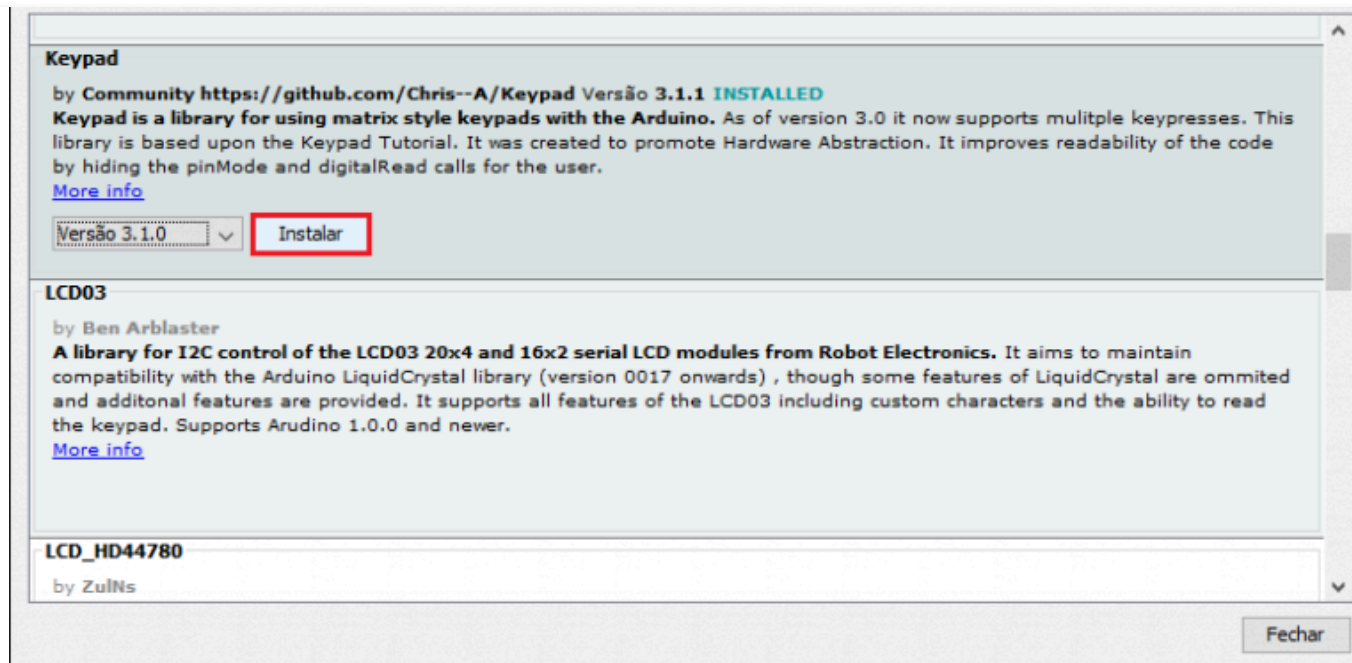 Keypad
by Community https://github.com/Chris--A/Keypad Versão 3.1.1 INSTALLED
Keypad is a library for using matrix style keypads with the Arduino. As of version 3.0 it now supports mulitple keypresses. This
library is based upon the Keypad Tutorial. It was created to promote Hardware Abstraction. It improves readability of the code
by hiding the pinMode and digitalRead calls for the user.
More info
Versão 3.1.0 Instalar
LCD03
by Ben Arblaster
A library for I2C control of the LCD03 20x4 and 16x2 serial LCD modules from Robot Electronics. It aims to maintain
compatibility with the Arduino LiquidCrystal library (version 0017 onwards) , though some features of LiquidCrystal are ommited
and additonal features are provided. It supports all features of the LCD03 including custom characters and the ability to read
the keypad. Supports Arudino 1.0.0 and newer.
More info
LCD_HD44780
by ZulNs
Fechar